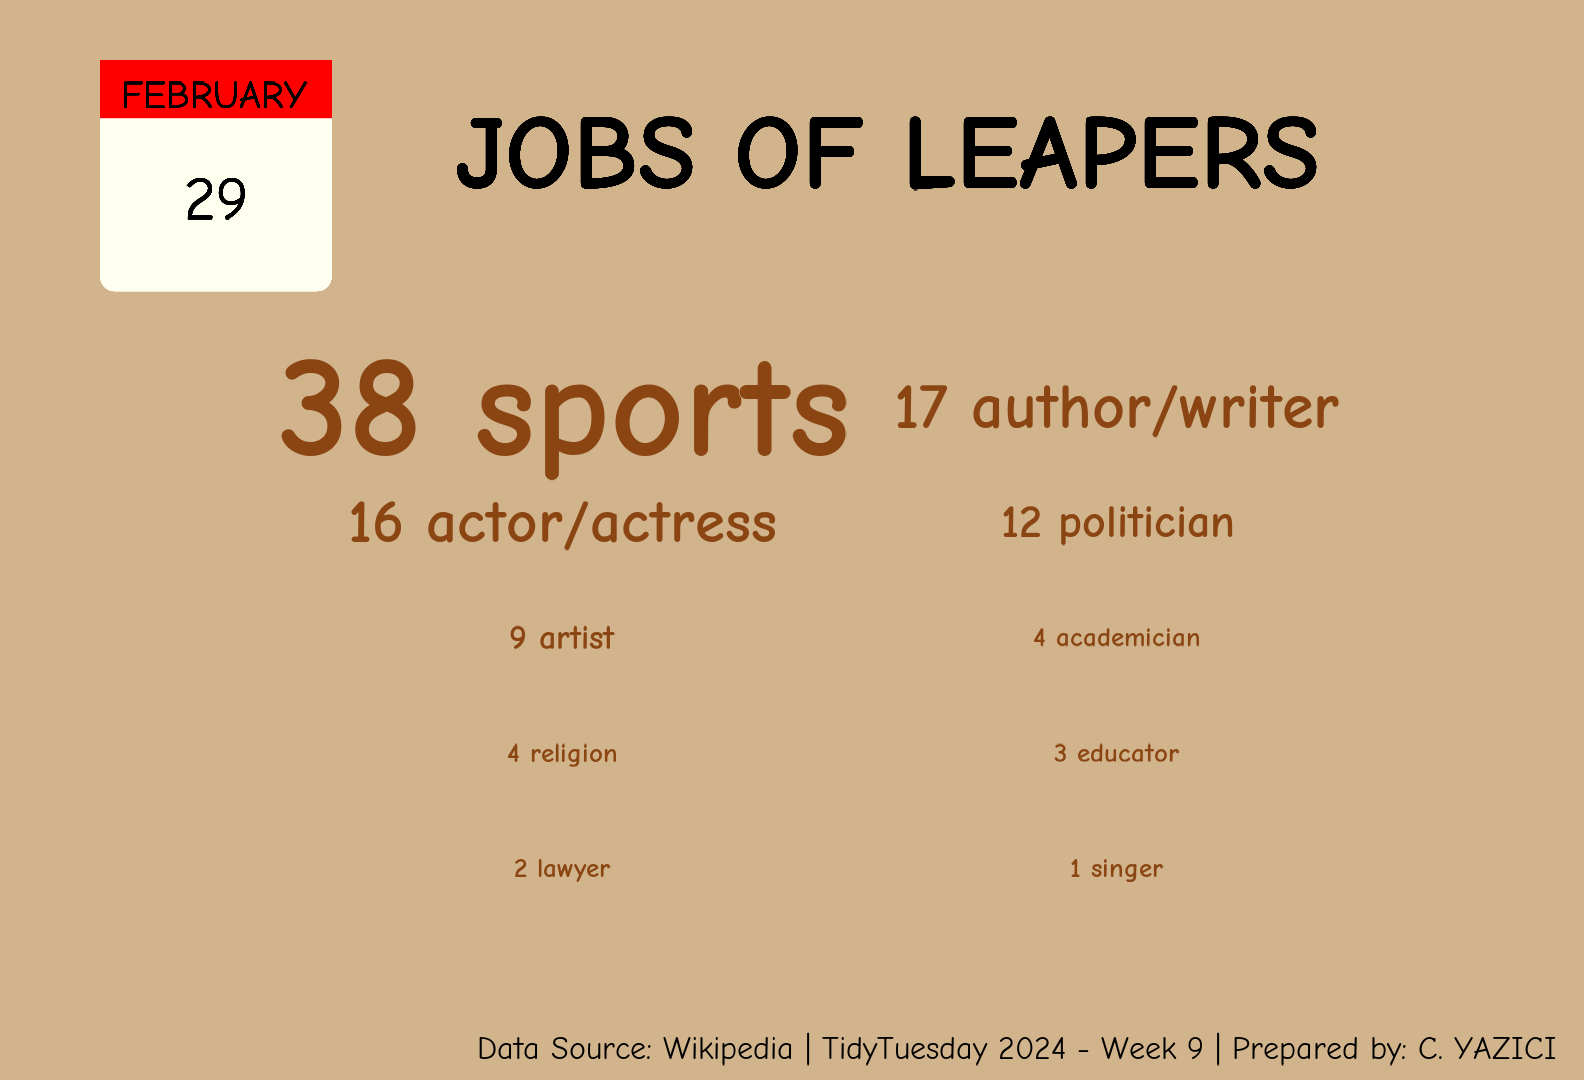 FEBRUARY
29
JOBS OF LEAPERS
38 sports
17 author/writer
16 actor/actress
12 politician
9 artist
4 academician
4 religion
3 educator
2 lawyer
1 singer
Data Source: Wikipedia | TidyTuesday 2024 - Week 9 | Prepared by: C. YAZICI